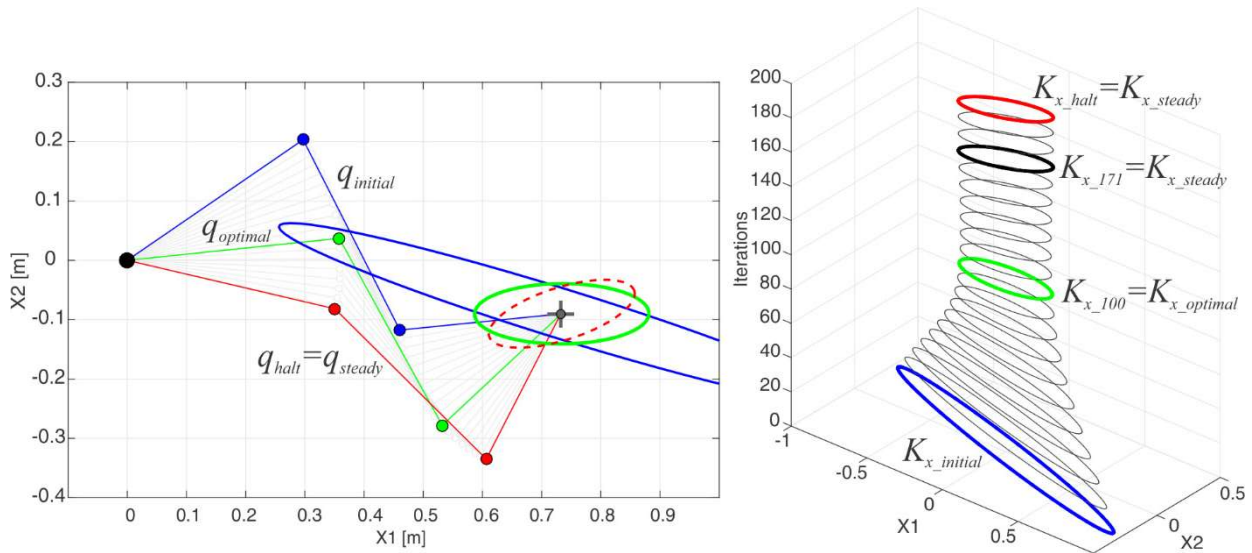 0.3
0.2
0.1
0
-0.1
-0.2
-0.3
-0.4
X2 [m]
q_initial
q_optimal
q_halt=q_steady
0 0.1 0.2 0.3 0.4 0.5 0.6 0.7 0.8 0.9
X1 [m]
200
180
160
140
120
100
80
60
40
20
0
Iterations
K_x_halt=K_x_steady
K_x_171=K_x_steady
K_x_100=K_x_optimal
K_x_initial
-1
-0.5
0
0.5
X1
0.5
0
X2